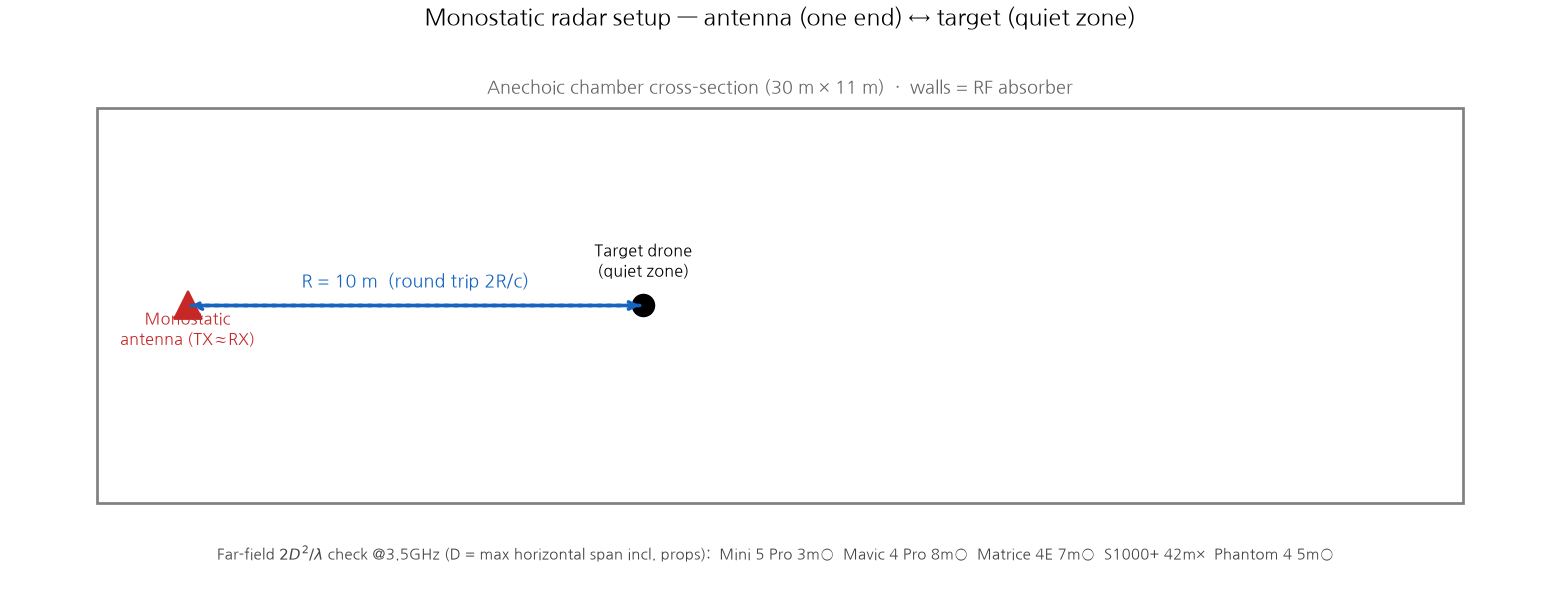 Monostatic radar setup — antenna (one end) ↔ target (quiet zone)
Anechoic chamber cross-section (30 m × 11 m) · walls = RF absorber
Target drone
(quiet zone)
R = 10 m (round trip 2R/c)
Monostatic
antenna (TX≈RX)
Far-field 2D²/λ check @3.5GHz (D = max horizontal span incl. props): Mini 5 Pro 3m○ Mavic 4 Pro 8m○ Matrice 4E 7m○ S1000+ 42m× Phantom 4 5m○